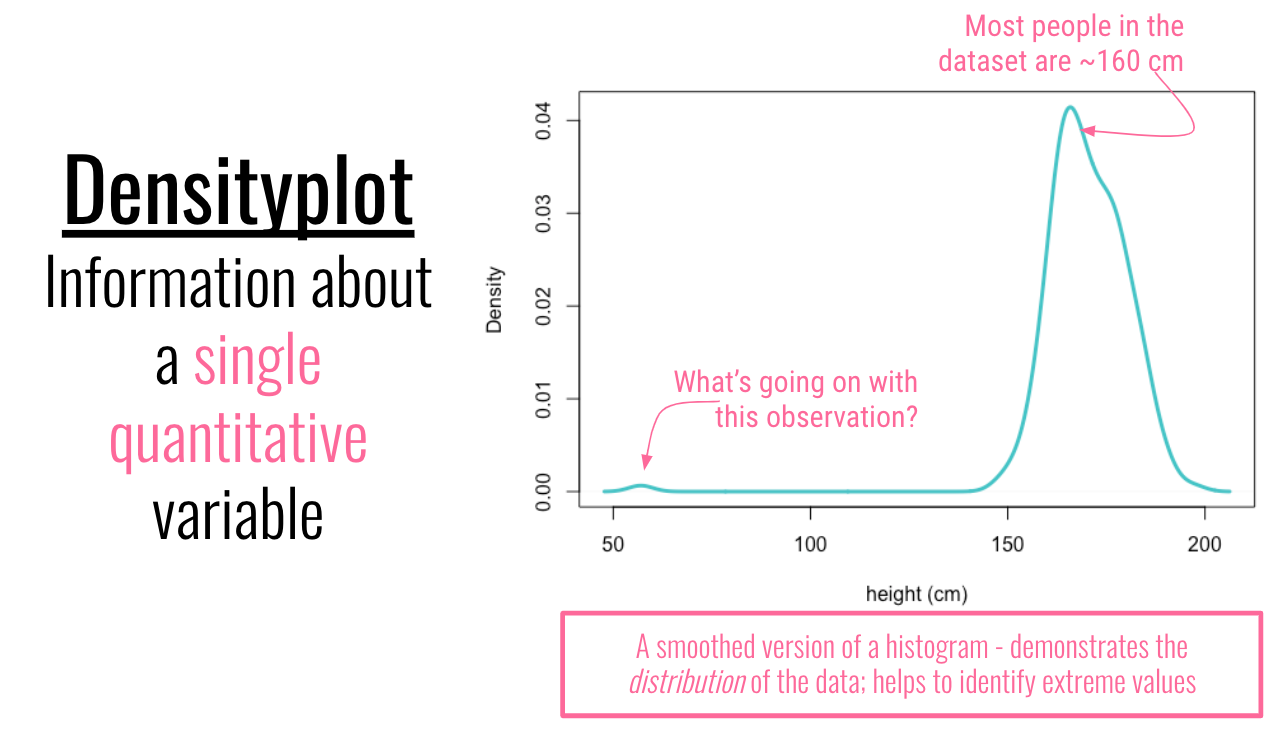 Densityplot
Information about
a single
quantitative
variable
Most people in the
dataset are ~160 cm
What's going on with
this observation?
Density
0.04
0.03
0.02
0.01
0.00
50 100 150 200
height (cm)
A smoothed version of a histogram - demonstrates the
distribution of the data; helps to identify extreme values